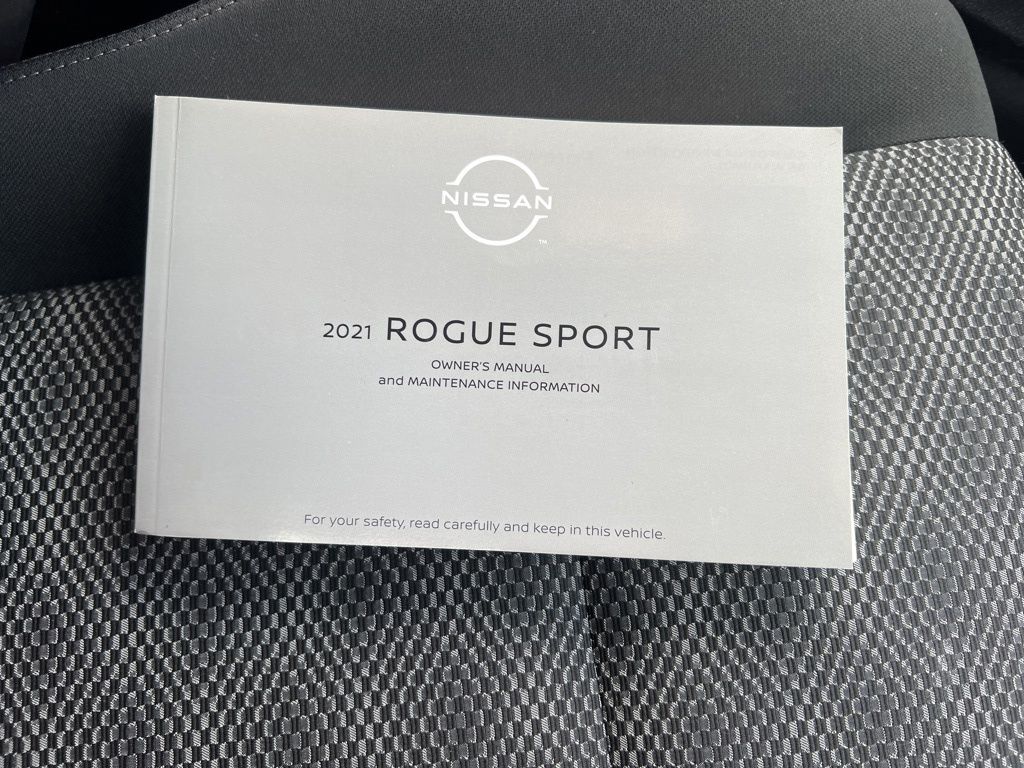 NISSAN
TM
2021 ROGUE SPORT
OWNER'S MANUAL
and MAINTENANCE INFORMATION
For your safety, read carefully and keep in this vehicle.